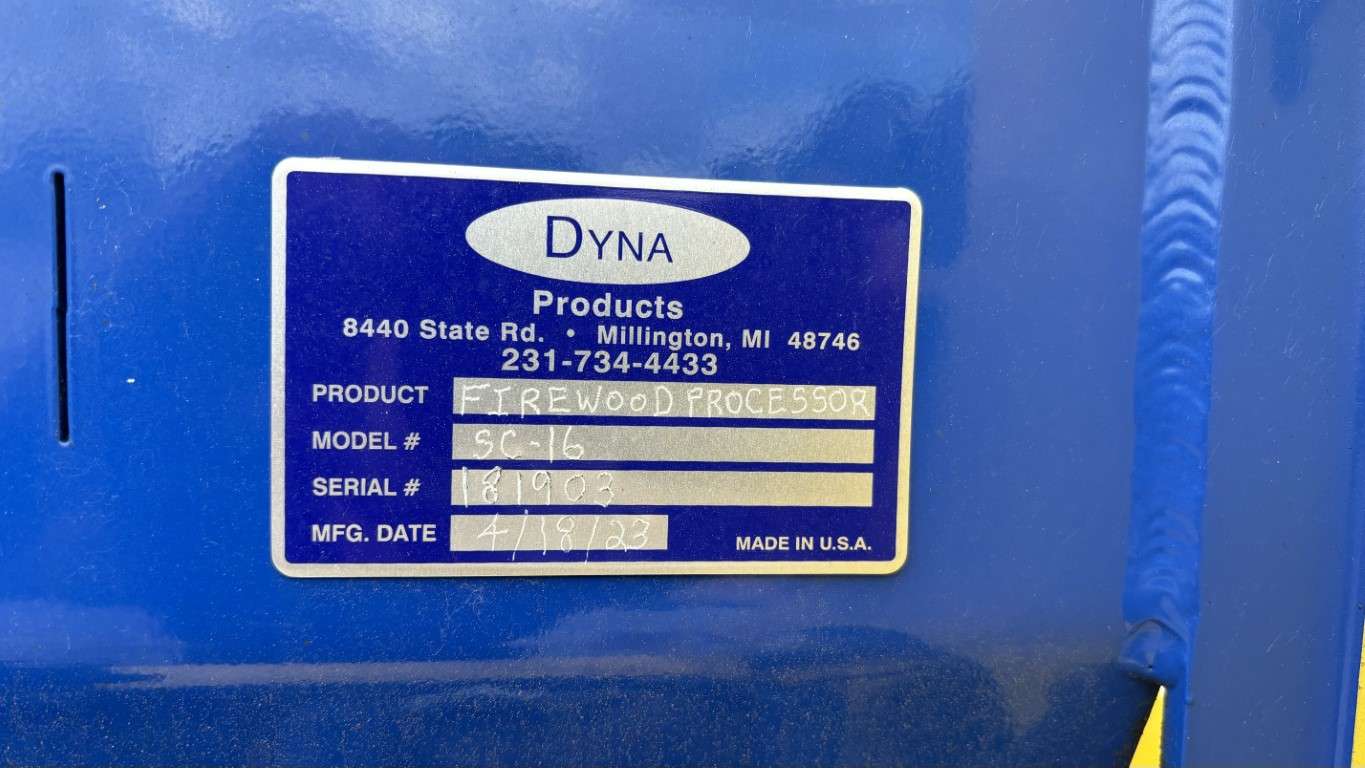 DYNA
Products
8440 State Rd. • Millington, MI 48746
231-734-4433
PRODUCT FIREWOOD PROCESSOR
MODEL # SC-16
SERIAL # 181903
MFG. DATE 4/18/23 MADE IN U.S.A.